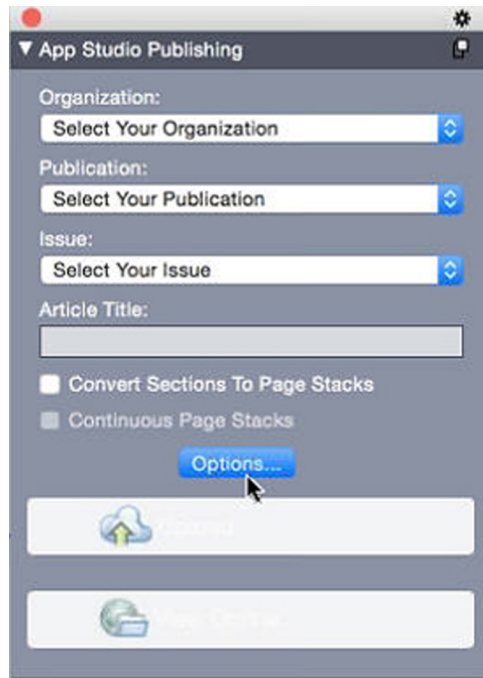 App Studio Publishing
Organization:
Select Your Organization
Publication:
Select Your Publication
Issue:
Select Your Issue
Article Title:
Convert Sections To Page Stacks
Continuous Page Stacks
Options...